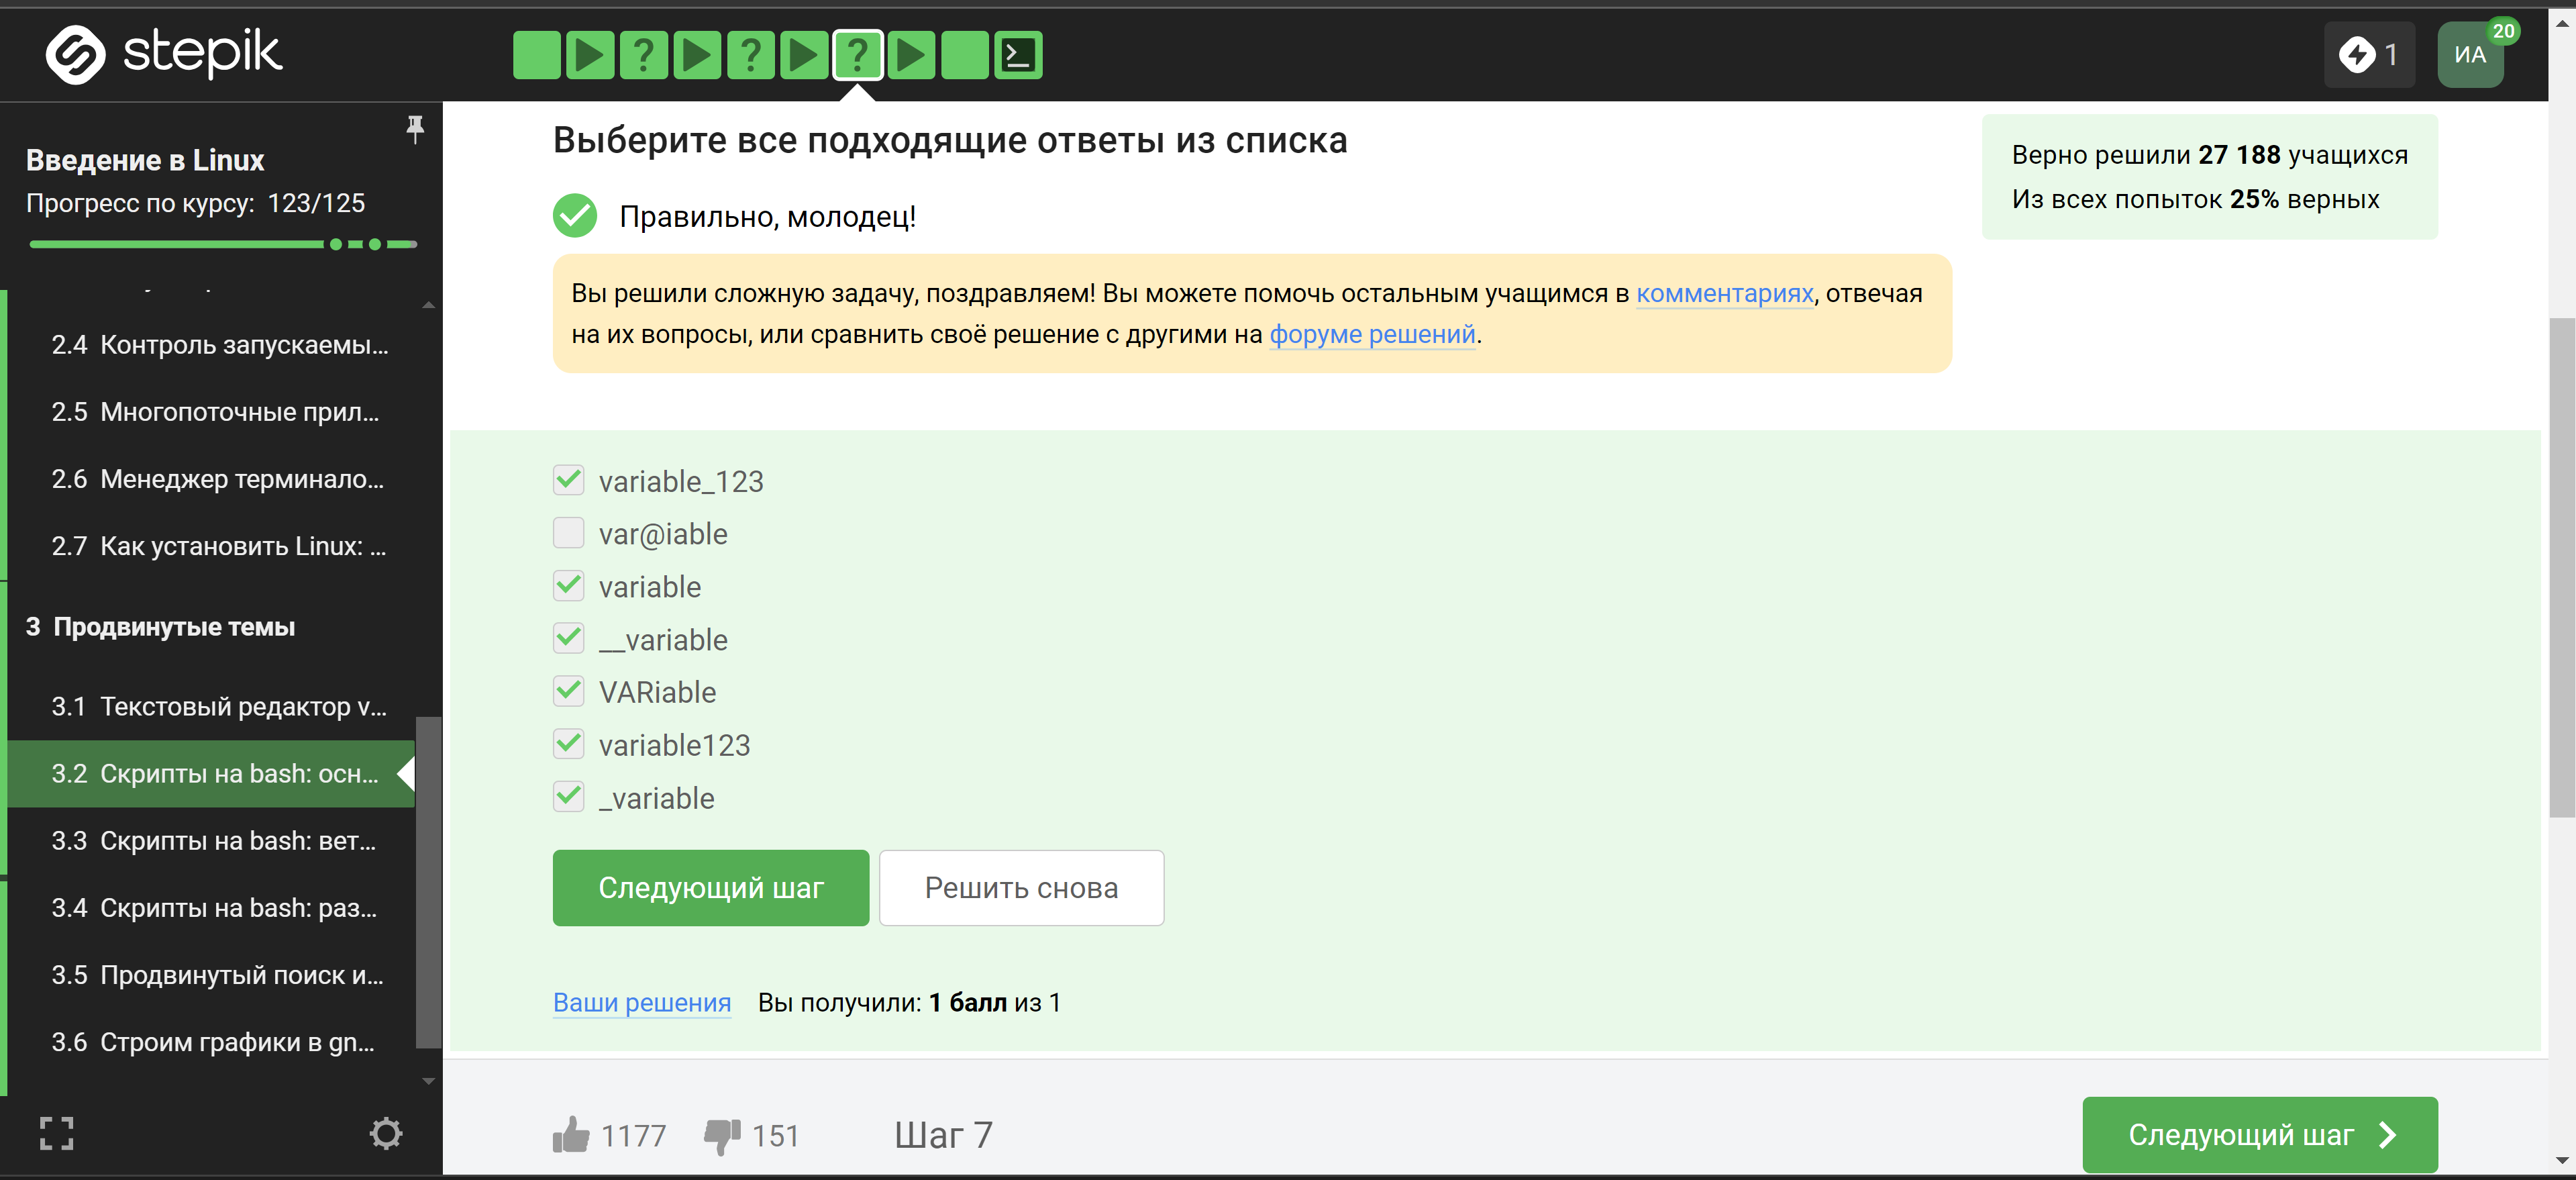 stepik
?
?
?
1
ИА
20
Введение в Linux
Прогресс по курсу: 123/125
2.4 Контроль запускаемы...
2.5 Многопоточные прил...
2.6 Менеджер терминало...
2.7 Как установить Linux: ...
3 Продвинутые темы
3.1 Текстовый редактор v...
3.2 Скрипты на bash: осн...
3.3 Скрипты на bash: вет...
3.4 Скрипты на bash: раз...
3.5 Продвинутый поиск и...
3.6 Строим графики в gn...
Выберите все подходящие ответы из списка
Правильно, молодец!
Верно решили 27 188 учащихся
Из всех попыток 25% верных
Вы решили сложную задачу, поздравляем! Вы можете помочь остальным учащимся в комментариях, отвечая
на их вопросы, или сравнить своё решение с другими на форуме решений.
variable_123
var@iable
variable
__variable
VARiable
variable123
_variable
Следующий шаг
Решить снова
Ваши решения Вы получили: 1 балл из 1
1177
151
Шаг 7
Следующий шаг